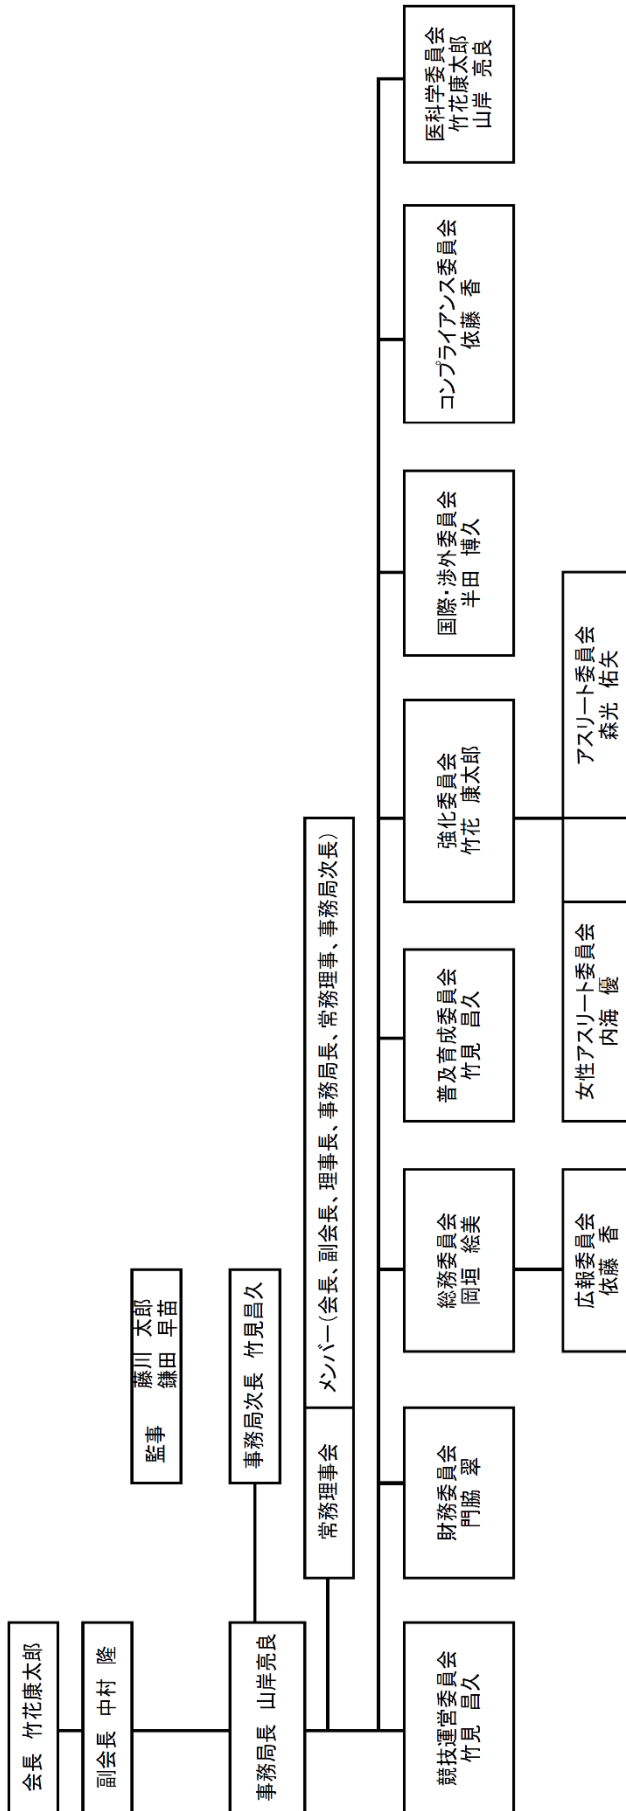 会長 竹花康太郎
副会長 中村 隆
監事 藤川 太郎
鎌田 早苗
事務局長 山岸亮良
事務局次長 竹見昌久
常務理事会
メンバー(会長、副会長、理事長、事務局長、常務理事、事務局次長)
競技運営委員会
竹見 昌久
財務委員会
門脇 翠
総務委員会
岡垣 絵美
普及育成委員会
竹見 昌久
強化委員会
竹花 康太郎
国際・渉外委員会
半田 博久
コンプライアンス委員会
依藤 香
医科学委員会
竹花康太郎
山岸 亮良
広報委員会
依藤 香
女性アスリート委員会
内海 優
アスリート委員会
森光 佑矢